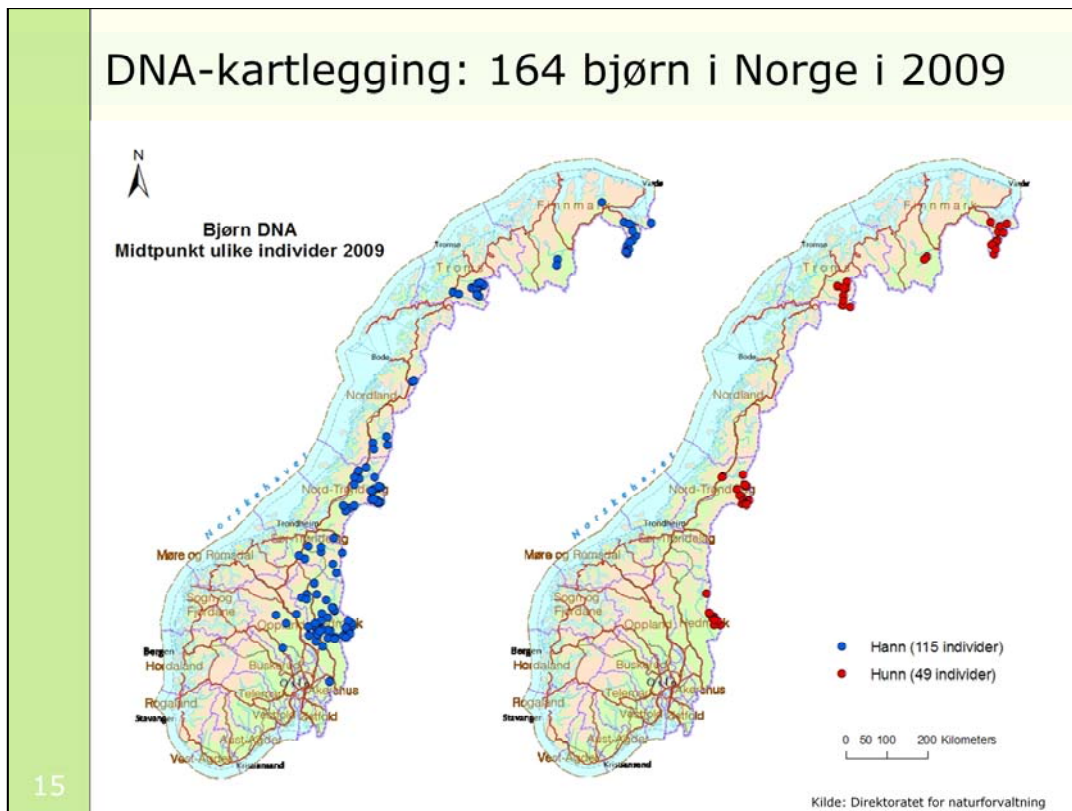 DNA-kartlegging: 164 bjørn i Norge i 2009
N
Bjørn DNA
Midtpunkt ulike individer 2009
Vardø
Finnmark
Tromsø
Troms
Bodø
Nordland
Norskehavet
Nord-Trøndelag
Trondheim
Sør-Trøndelag
Møre og Romsdal
Sogn og
Fjordane
Oppland
Hedmark
Bergen
Hordaland
Buskerud
Oslo
Akershus
Telemark
Rogaland
Vestfold
Østfold
Stavanger
Aust-Agder
Vest-Agder
Kristiansand
Vardø
Finnmark
Tromsø
Troms
Bodø
Nordland
Norskehavet
Nord-Trøndelag
Trondheim
Sør-Trøndelag
Møre og Romsdal
Sogn og
Fjordane
Oppland
Hedmark
Bergen
Hordaland
Buskerud
Oslo
Akershus
Telemark
Rogaland
Vestfold
Østfold
Stavanger
Aust-Agder
Vest-Agder
Kristiansand
Hann (115 individer)
Hunn (49 individer)
0 50 100 200 Kilometers
15
Kilde: Direktoratet for naturforvaltning